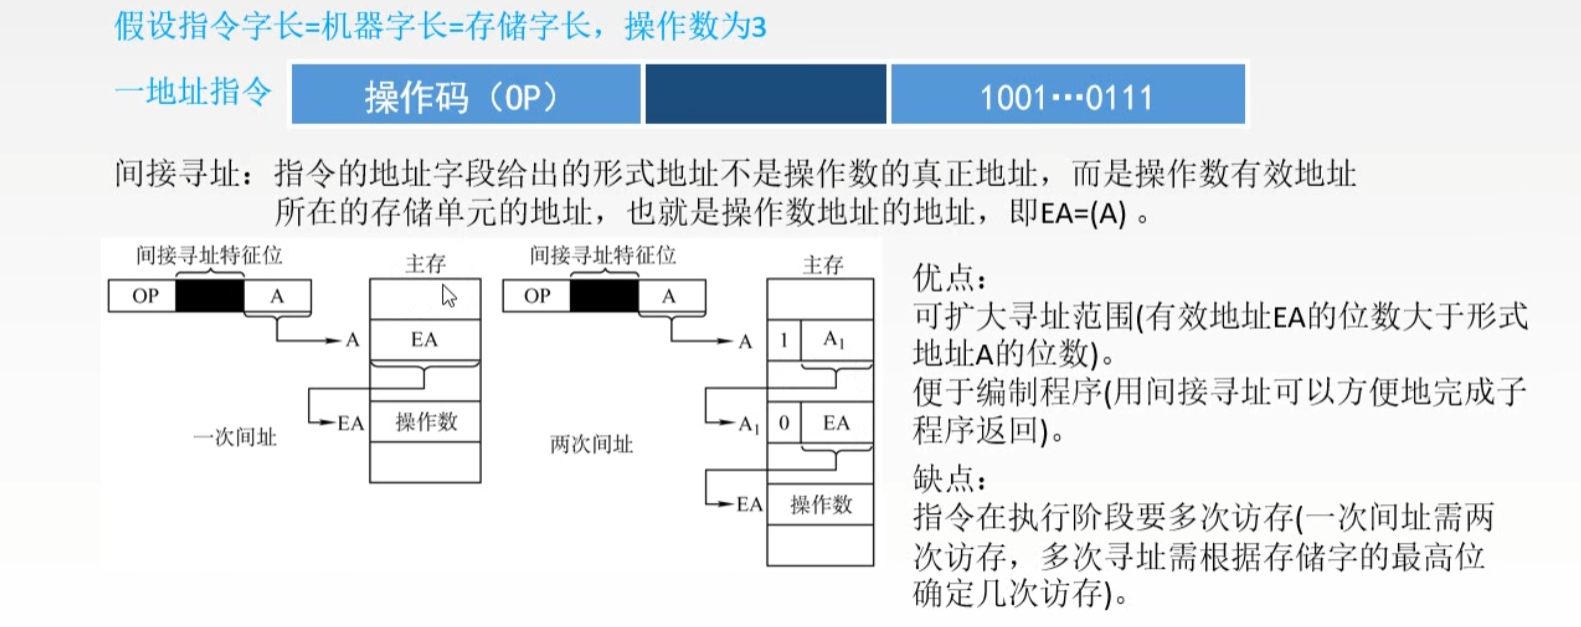 假设指令字长=机器字长=存储字长，操作数为3
一地址指令 操作码（OP） 1001⋯0111
间接寻址：指令的地址字段给出的形式地址不是操作数的真正地址，而是操作数有效地址
所在的存储单元的地址，也就是操作数地址的地址，即EA=(A) 。
间接寻址特征位
OP A
主存
A EA
EA 操作数
一次间址
间接寻址特征位
OP A
主存
A 1 A₁
A₁ 0 EA
EA 操作数
两次间址
优点：
可扩大寻址范围(有效地址EA的位数大于形式
地址A的位数)。
便于编制程序(用间接寻址可以方便地完成子
程序返回)。
缺点：
指令在执行阶段要多次访存(一次间址需两
次访存，多次寻址需根据存储字的最高位
确定几次访存)。